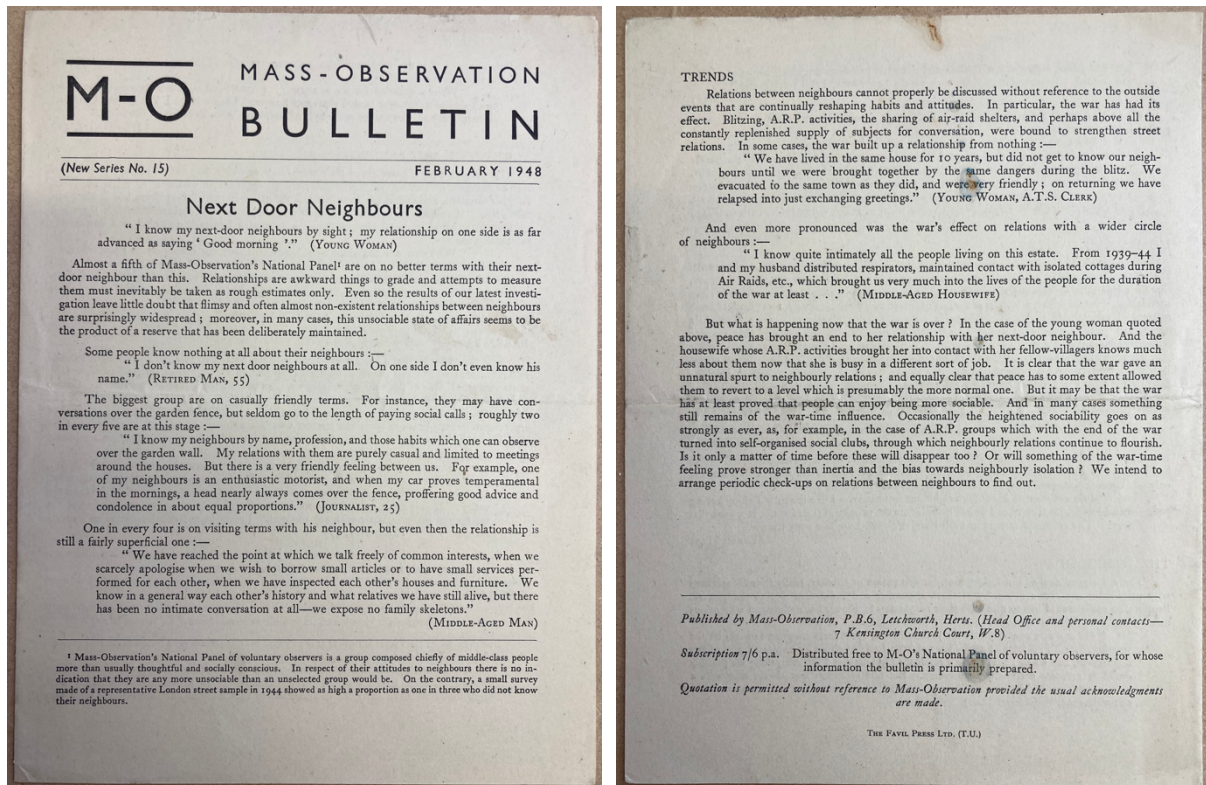 M-O
MASS-OBSERVATION
BULLETIN
(New Series No. 15)
FEBRUARY 1948
Next Door Neighbours
“ I know my next-door neighbours by sight ; my relationship on one side is as far
advanced as saying ‘ Good morning ’.” (YOUNG WOMAN)
Almost a fifth of Mass-Observation’s National Panel¹ are on no better terms with their next-
door neighbour than this. Relationships are awkward things to grade and attempts to measure
them must inevitably be taken as rough estimates only. Even so the results of our latest investi-
gation leave little doubt that flimsy and often almost non-existent relationships between neighbours
are surprisingly widespread ; moreover, in many cases, this unsociable state of affairs seems to be
the product of a reserve that has been deliberately maintained.
Some people know nothing at all about their neighbours :—
“ I don’t know my next door neighbours at all. On one side I don’t even know his
name.” (RETIRED MAN, 55)
The biggest group are on casually friendly terms. For instance, they may have con-
versations over the garden fence, but seldom go to the length of paying social calls ; roughly two
in every five are at this stage :—
“ I know my neighbours by name, profession, and those habits which one can observe
over the garden wall. My relations with them are purely casual and limited to meetings
around the houses. But there is a very friendly feeling between us. For example, one
of my neighbours is an enthusiastic motorist, and when my car proves temperamental
in the mornings, a head nearly always comes over the fence, proffering good advice and
condolence in about equal proportions.” (JOURNALIST, 25)
One in every four is on visiting terms with his neighbour, but even then the relationship is
still a fairly superficial one :—
“ We have reached the point at which we talk freely of common interests, when we
scarcely apologise when we wish to borrow small articles or to have small services per-
formed for each other, when we have inspected each other’s houses and furniture. We
know in a general way each other’s history and what relatives we have still alive, but there
has been no intimate conversation at all—we expose no family skeletons.”
(MIDDLE-AGED MAN)
¹ Mass-Observation’s National Panel of voluntary observers is a group composed chiefly of middle-class people
more than usually thoughtful and socially conscious. In respect of their attitudes to neighbours there is no in-
dication that they are any more unsociable than an unselected group would be. On the contrary, a small survey
made of a representative London street sample in 1944 showed as high a proportion as one in three who did not know
their neighbours.
TRENDS
Relations between neighbours cannot properly be discussed without reference to the outside
events that are continually reshaping habits and attitudes. In particular, the war has had its
effect. Blitzing, A.R.P. activities, the sharing of air-raid shelters, and perhaps above all the
constantly replenished supply of subjects for conversation, were bound to strengthen street
relations. In some cases, the war built up a relationship from nothing :—
“ We have lived in the same house for 10 years, but did not get to know our neigh-
bours until we were brought together by the same dangers during the blitz. We
evacuated to the same town as they did, and were very friendly ; on returning we have
relapsed into just exchanging greetings.” (YOUNG WOMAN, A.T.S. CLERK)
And even more pronounced was the war’s effect on relations with a wider circle
of neighbours :—
“ I know quite intimately all the people living on this estate. From 1939–44 I
and my husband distributed respirators, maintained contact with isolated cottages during
Air Raids, etc., which brought us very much into the lives of the people for the duration
of the war at least . . .” (MIDDLE-AGED HOUSEWIFE)
But what is happening now that the war is over ? In the case of the young woman quoted
above, peace has brought an end to her relationship with her next-door neighbour. And the
housewife whose A.R.P. activities brought her into contact with her fellow-villagers knows much
less about them now that she is busy in a different sort of job. It is clear that the war gave an
unnatural spurt to neighbourly relations ; and equally clear that peace has to some extent allowed
them to revert to a level which is presumably the more normal one. But it may be that the war
has at least proved that people can enjoy being more sociable. And in many cases something
still remains of the war-time influence. Occasionally the heightened sociability goes on as
strongly as ever, as, for example, in the case of A.R.P. groups which with the end of the war
turned into self-organised social clubs, through which neighbourly relations continue to flourish.
Is it only a matter of time before these will disappear too ? Or will something of the war-time
feeling prove stronger than inertia and the bias towards neighbourly isolation ? We intend to
arrange periodic check-ups on relations between neighbours to find out.
Published by Mass-Observation, P.B.6, Letchworth, Herts. (Head Office and personal contacts—
7 Kensington Church Court, W.8)
Subscription 7/6 p.a. Distributed free to M-O’s National Panel of voluntary observers, for whose
information the bulletin is primarily prepared.
Quotation is permitted without reference to Mass-Observation provided the usual acknowledgments
are made.
THE FAVIL PRESS LTD. (T.U.)